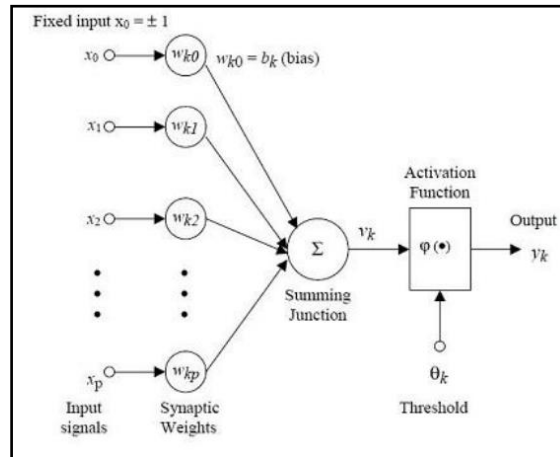 Fixed input x₀ = ± 1
x₀ w_k0 w_k0 = b_k (bias)
x₁ w_k1
Activation
Function
x₂ w_k2 Σ v_k φ (•) Output
y_k
Summing
Junction
θ_k
x_p w_kp
Input
signals
Synaptic
Weights
Threshold